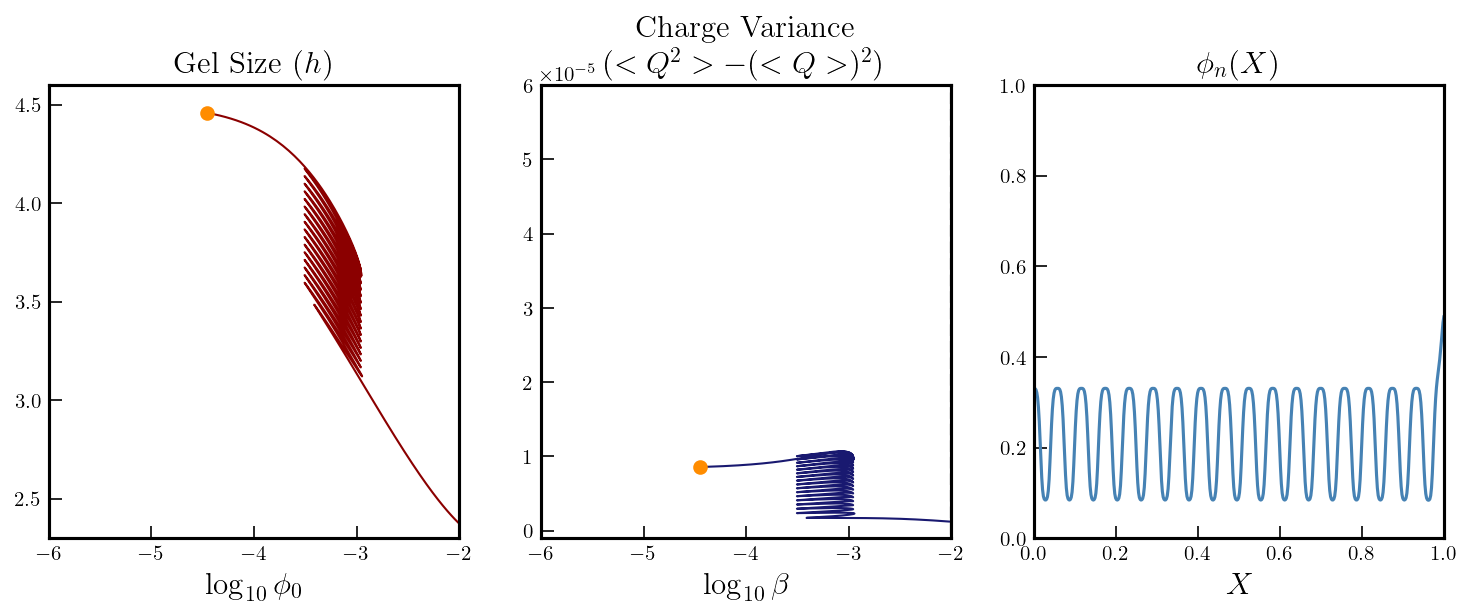 Gel Size (h)
4.5
4.0
3.5
3.0
2.5
−6 −5 −4 −3 −2
log₁₀ ϕ₀
Charge Variance
(< Q² > −(< Q >)²)
×10⁻⁵
6
5
4
3
2
1
0
−6 −5 −4 −3 −2
log₁₀ β
ϕₙ(X)
1.0
0.8
0.6
0.4
0.2
0.0
0.0 0.2 0.4 0.6 0.8 1.0
X